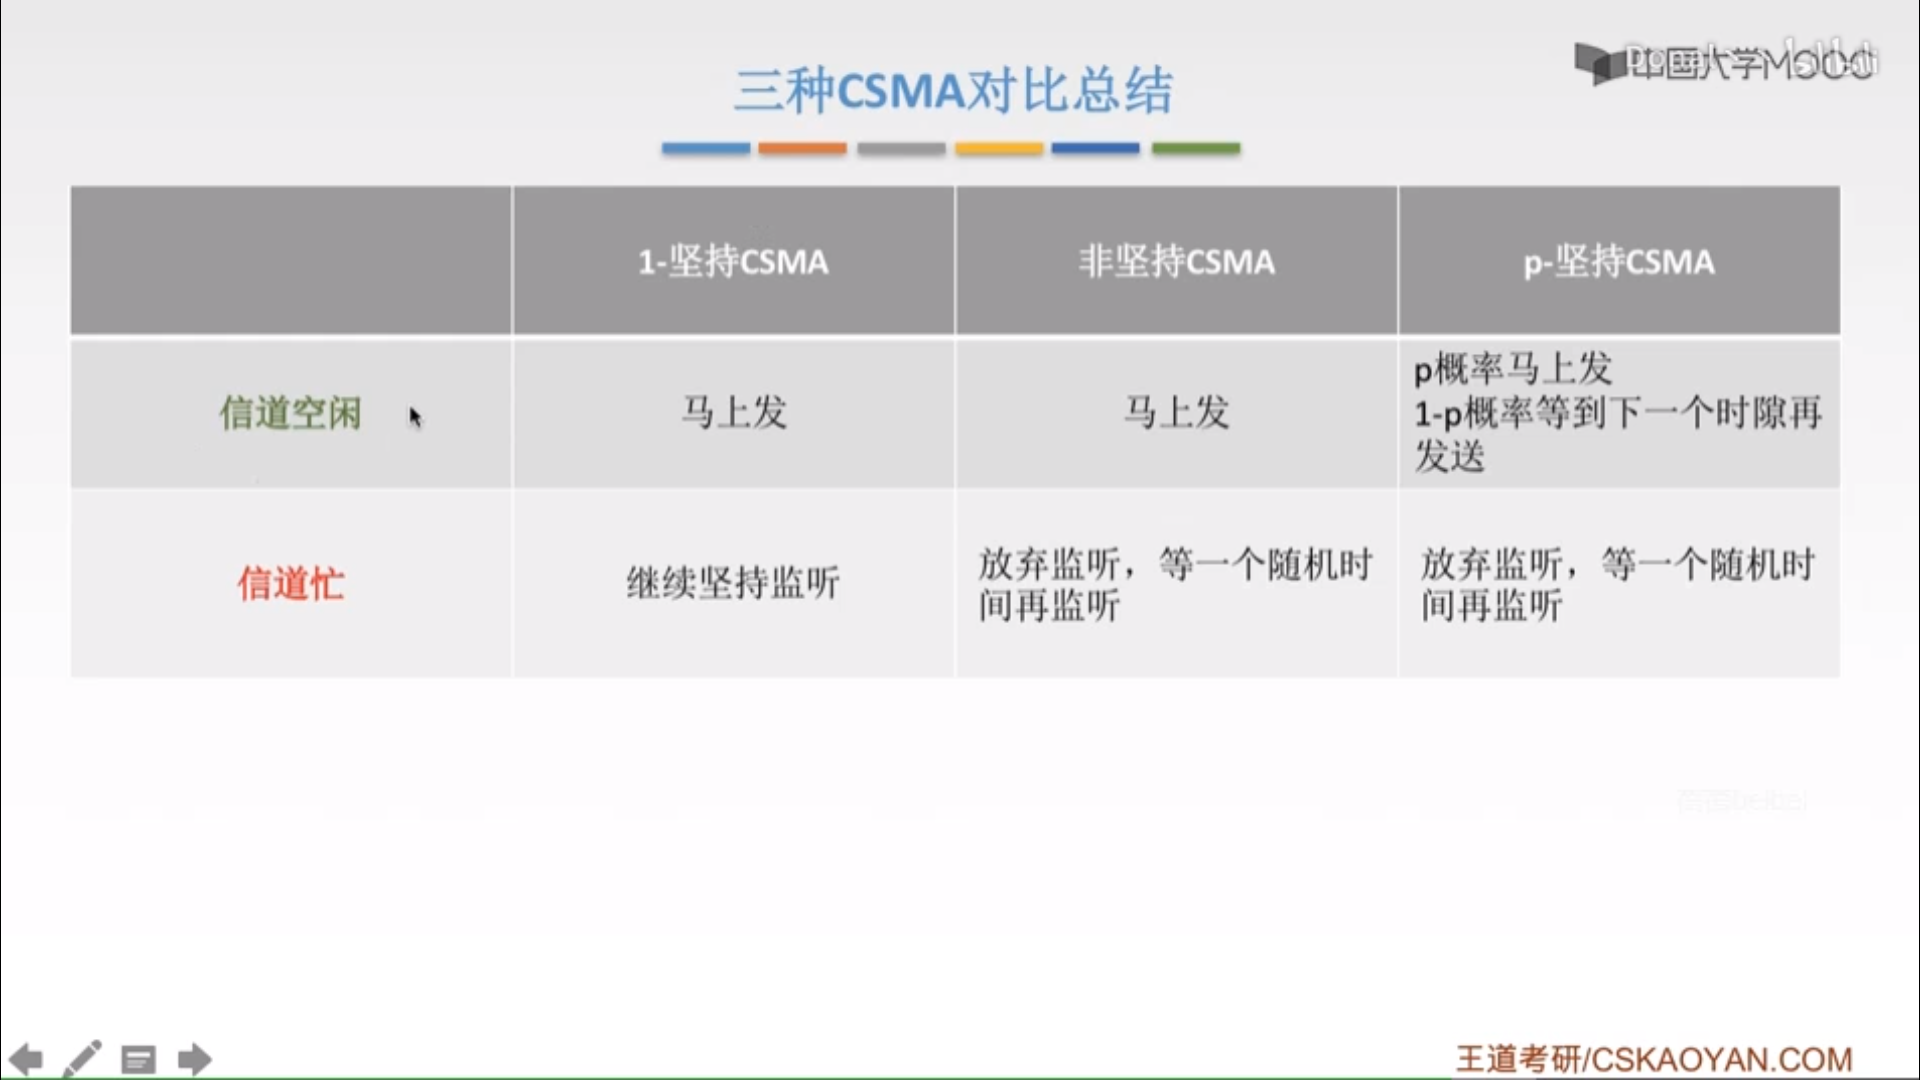 三种CSMA对比总结
中国大学MOOC
1-坚持CSMA
非坚持CSMA
p-坚持CSMA
信道空闲
马上发
马上发
p概率马上发
1-p概率等到下一个时隙再
发送
信道忙
继续坚持监听
放弃监听，等一个随机时
间再监听
放弃监听，等一个随机时
间再监听
王道考研/CSKAOYAN.COM